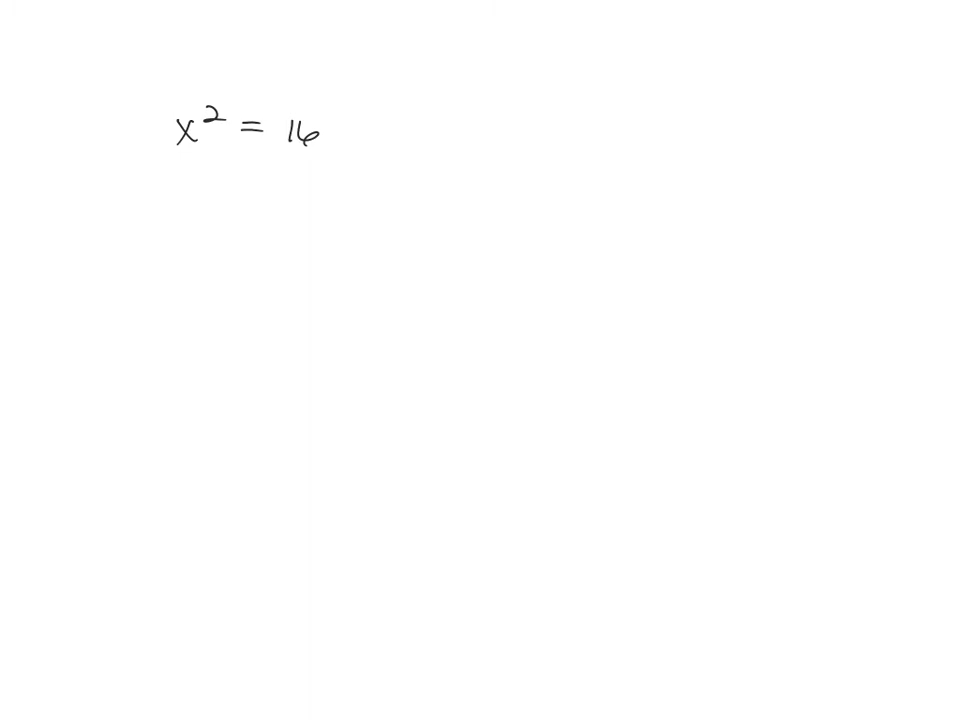 x² = 16